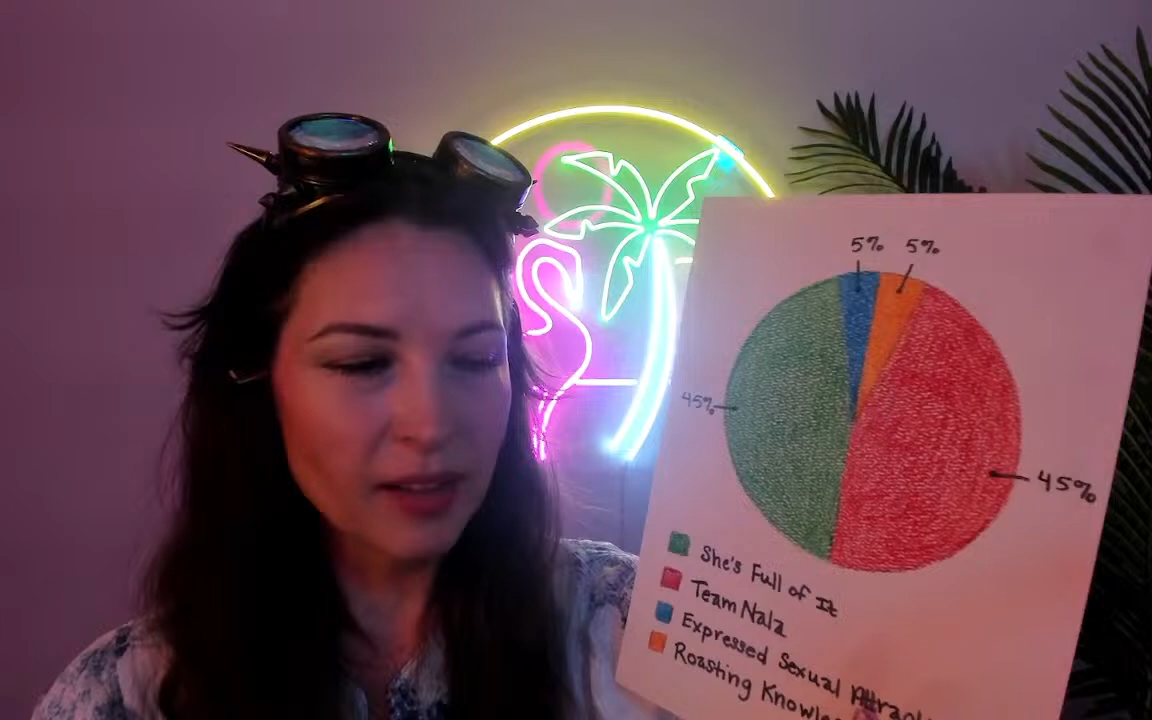 5% 5%
45%
45%
She's Full of It
Team Nala
Expressed Sexual
Roasting